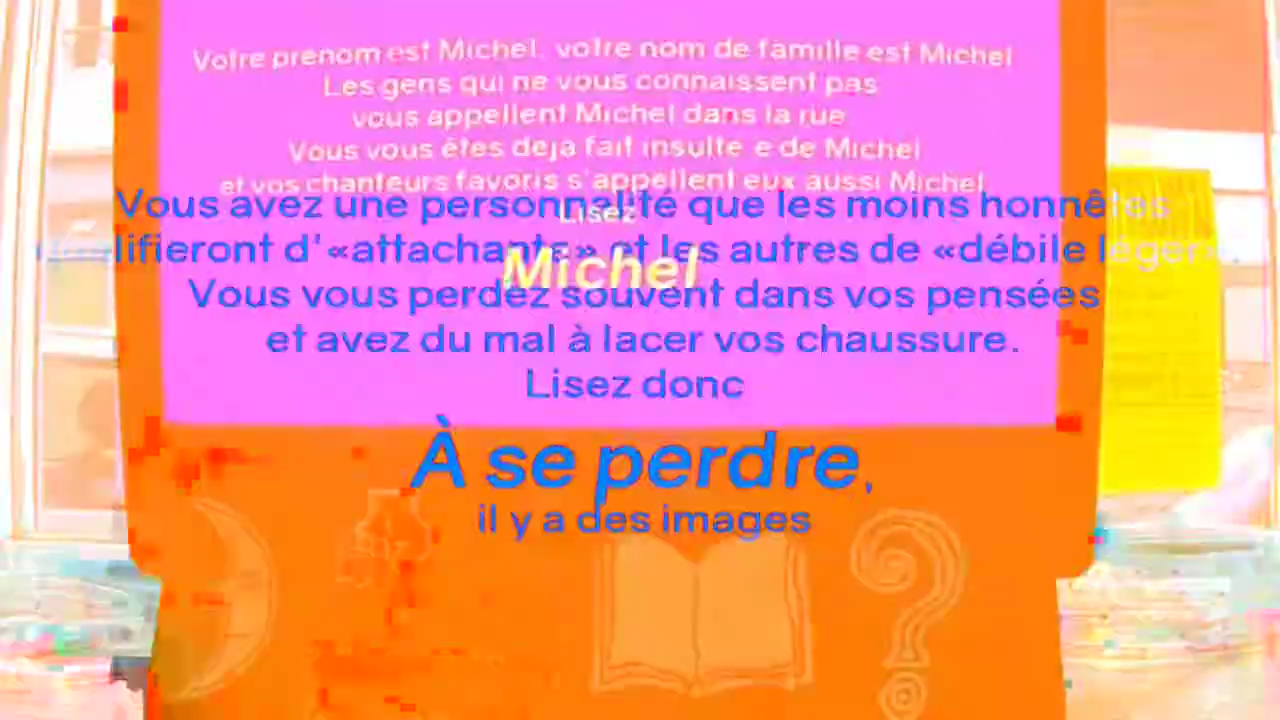 Votre prenom est Michel, votre nom de famille est Michel
Les gens qui ne vous connaissent pas
vous appellent Michel dans la rue
Vous vous êtes deja fait insulte e de Michel
et vos chanteurs favoris s'appellent eux aussi Michel
Lisez
Michel
Vous avez une personnalité que les moins honnêtes
lifieront d'«attachante» et les autres de «débile léger»
Vous vous perdez souvent dans vos pensées
et avez du mal à lacer vos chaussure.
Lisez donc
À se perdre,
il y a des images